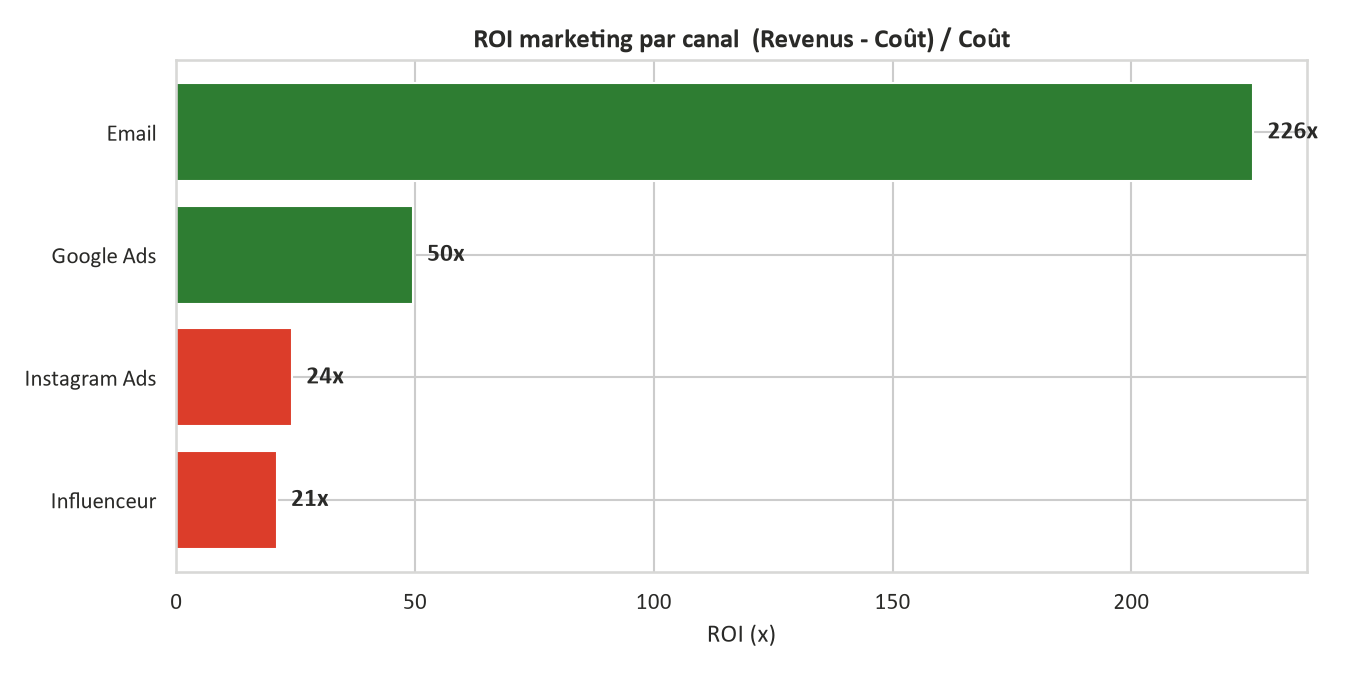 ROI marketing par canal  (Revenus - Coût) / Coût
Email
226x
Google Ads
50x
Instagram Ads
24x
Influenceur
21x
0 50 100 150 200
ROI (x)